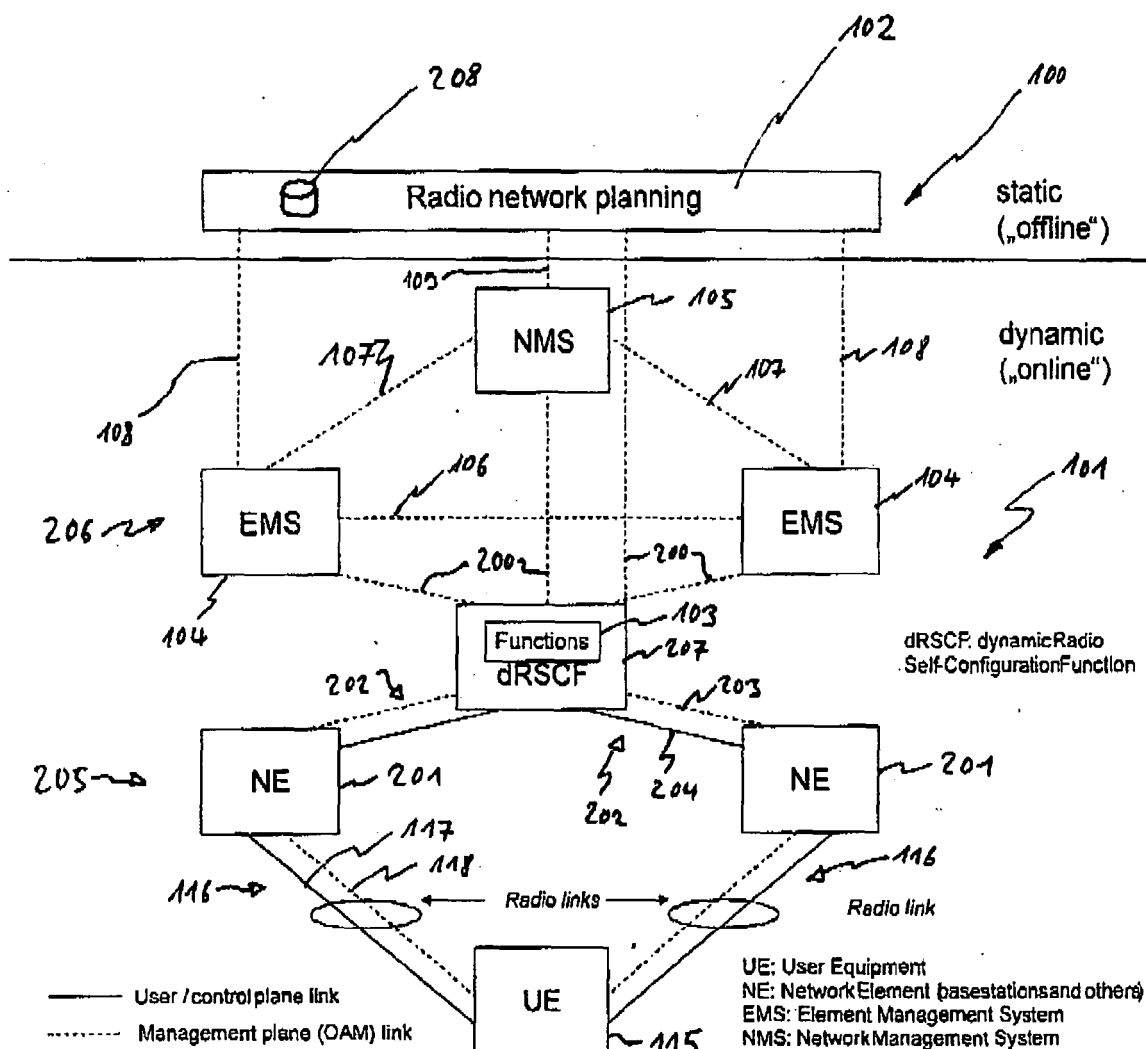 102
208
100
Radio network planning
static
(„offline“)
109
105
NMS
dynamic
(„online“)
107
107
108
108
106
104
101
206
EMS
EMS
200
200
104
103
Functions
207
dRSCF
dRSCF: dynamicRadio
Self-ConfigurationFunction
202
203
205
NE
201
202
204
NE
201
117
118
116
116
Radio links
Radio link
UE
115
UE: User Equipment
NE: Network Element (basestations and others)
EMS: Element Management System
NMS: Network Management System
User / control plane link
Management plane (OAM) link